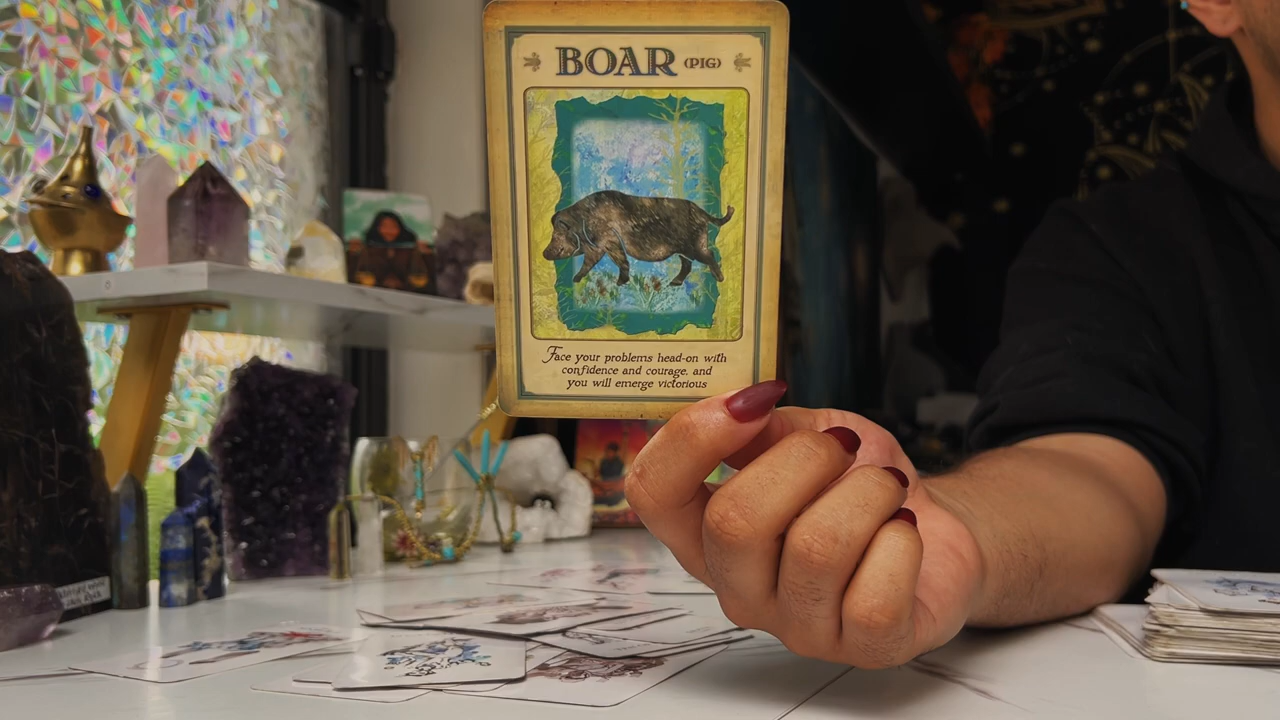 BOAR (PIG)
Face your problems head-on with
confidence and courage, and
you will emerge victorious